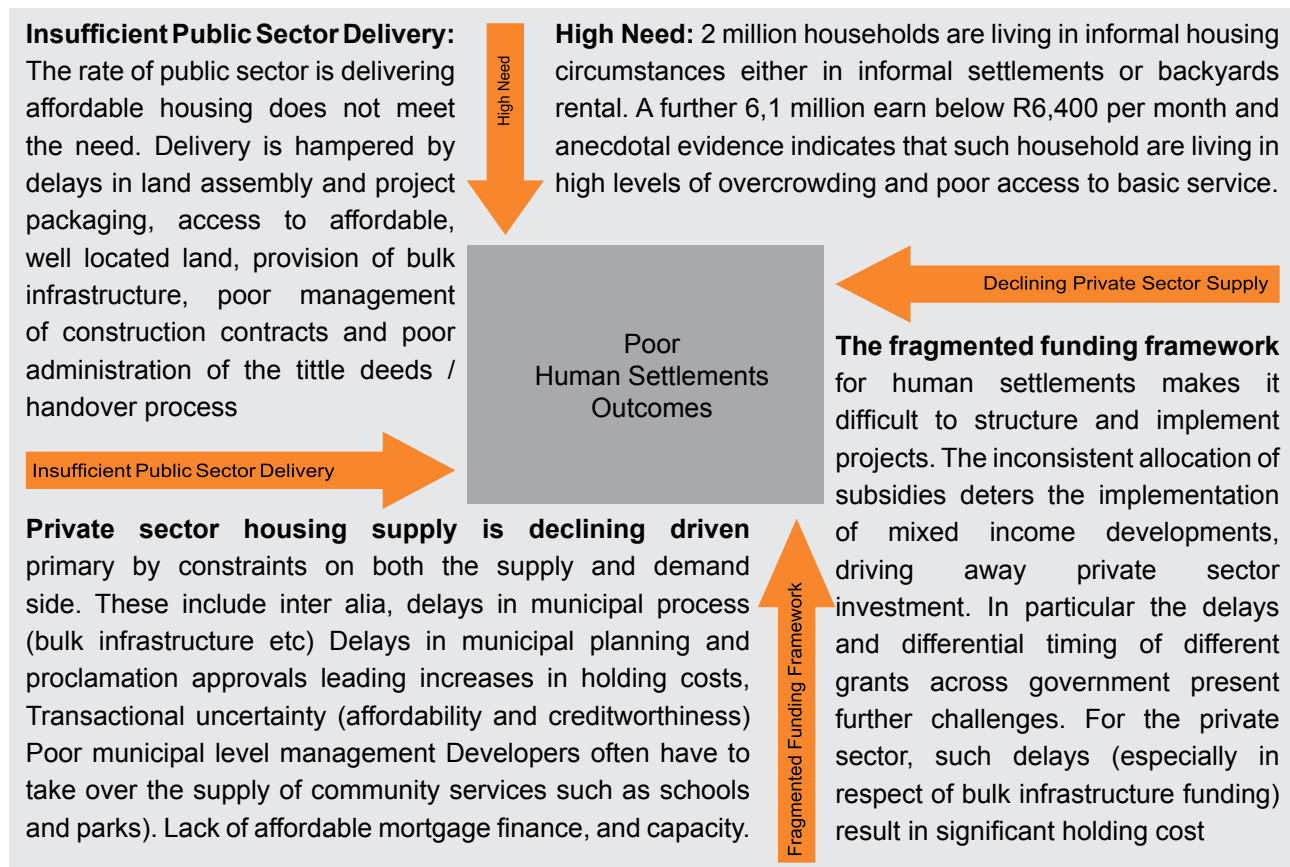 Insufficient Public Sector Delivery:
The rate of public sector is delivering
affordable housing does not meet
the need. Delivery is hampered by
delays in land assembly and project
packaging, access to affordable,
well located land, provision of bulk
infrastructure, poor management
of construction contracts and poor
administration of the tittle deeds /
handover process
High Need
High Need: 2 million households are living in informal housing
circumstances either in informal settlements or backyards
rental. A further 6,1 million earn below R6,400 per month and
anecdotal evidence indicates that such household are living in
high levels of overcrowding and poor access to basic service.
Declining Private Sector Supply
Poor
Human Settlements
Outcomes
Insufficient Public Sector Delivery
The fragmented funding framework
for human settlements makes it
difficult to structure and implement
projects. The inconsistent allocation of
subsidies deters the implementation
of mixed income developments,
driving away private sector
investment. In particular the delays
and differential timing of different
grants across government present
further challenges. For the private
sector, such delays (especially in
respect of bulk infrastructure funding)
result in significant holding cost
Private sector housing supply is declining driven
primary by constraints on both the supply and demand
side. These include inter alia, delays in municipal process
(bulk infrastructure etc) Delays in municipal planning and
proclamation approvals leading increases in holding costs,
Transactional uncertainty (affordability and creditworthiness)
Poor municipal level management Developers often have to
take over the supply of community services such as schools
and parks). Lack of affordable mortgage finance, and capacity.
Fragmented Funding Framework